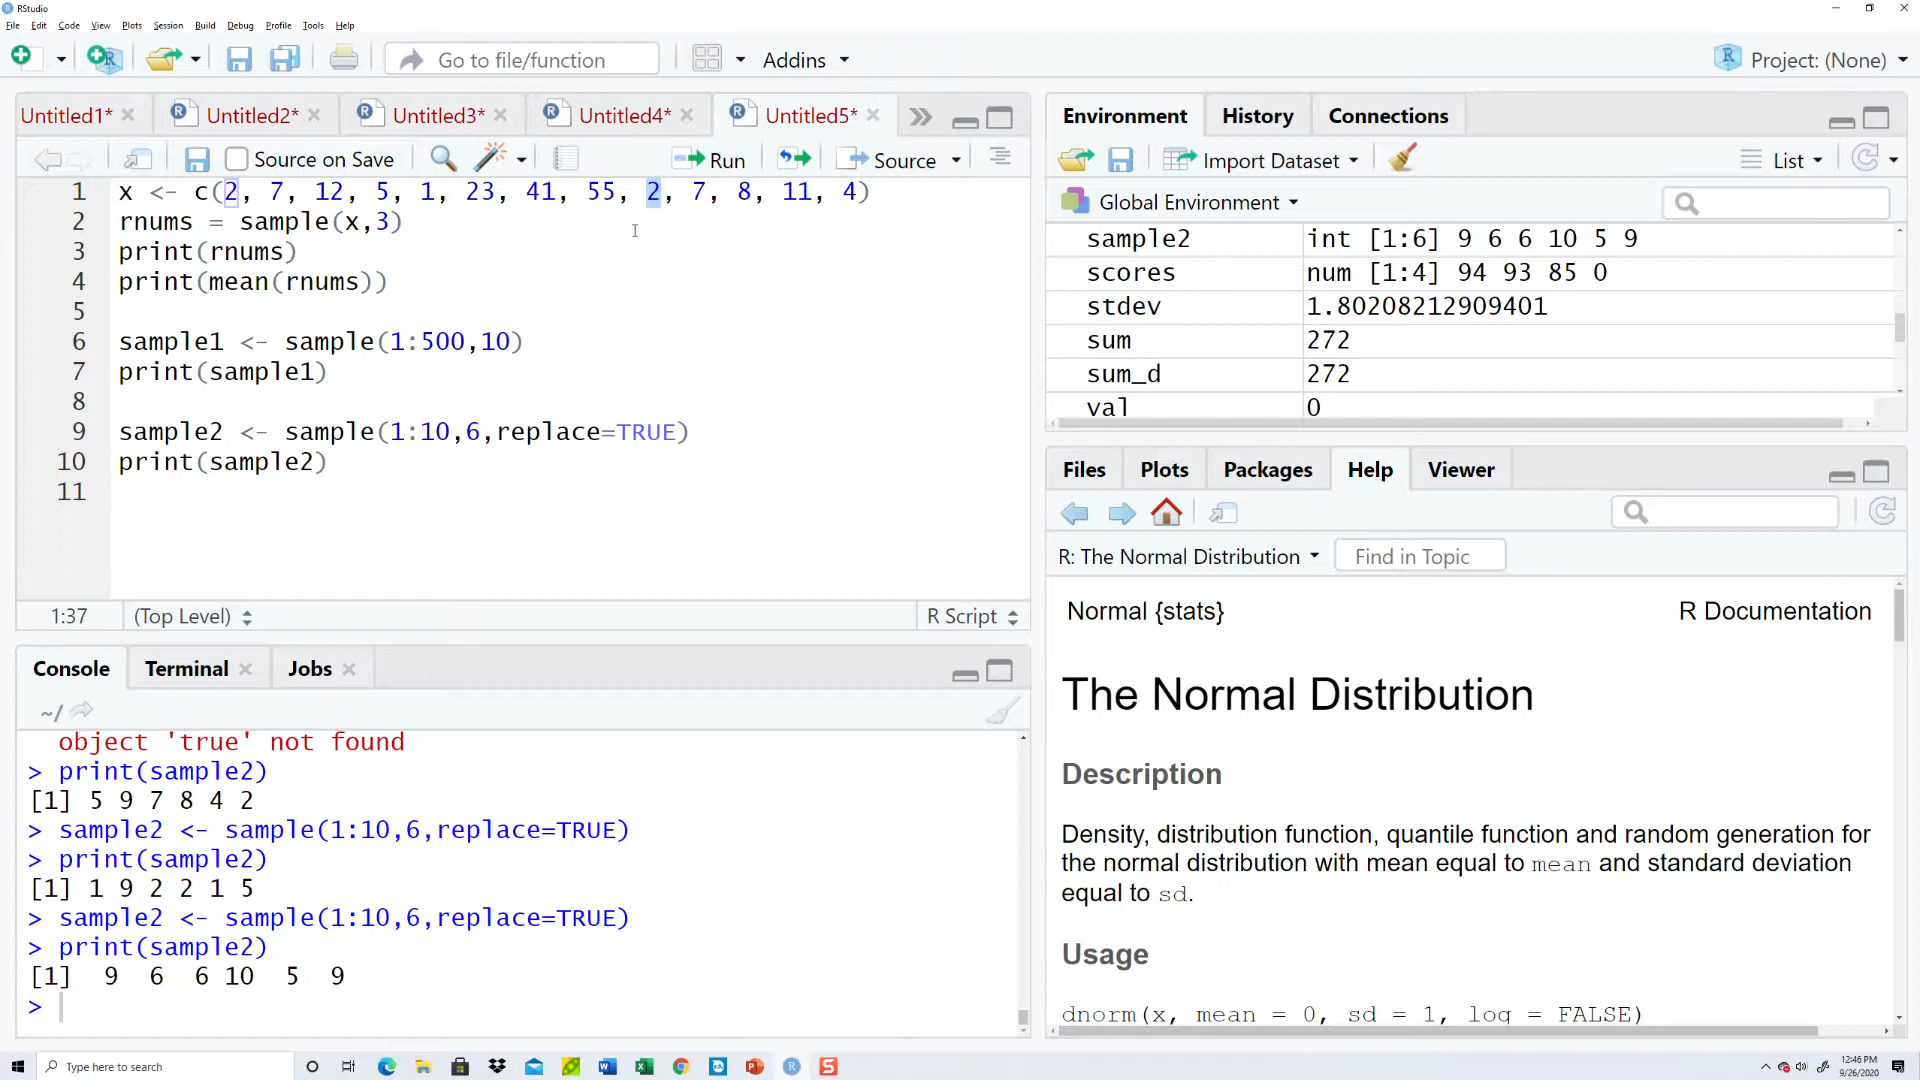 RStudio
File Edit Code View Plots Session Build Debug Profile Tools Help
Go to file/function Addins Project: (None)
Untitled1* Untitled2* Untitled3* Untitled4* Untitled5*
Source on Save Run Source
1 x <- c(2, 7, 12, 5, 1, 23, 41, 55, 2, 7, 8, 11, 4)
2 rnums = sample(x,3)
3 print(rnums)
4 print(mean(rnums))
5
6 sample1 <- sample(1:500,10)
7 print(sample1)
8
9 sample2 <- sample(1:10,6,replace=TRUE)
10 print(sample2)
11
1:37 (Top Level) R Script
Console Terminal Jobs
~/
object 'true' not found
> print(sample2)
[1] 5 9 7 8 4 2
> sample2 <- sample(1:10,6,replace=TRUE)
> print(sample2)
[1] 1 9 2 2 1 5
> sample2 <- sample(1:10,6,replace=TRUE)
> print(sample2)
[1]  9  6  6 10  5  9
>
Environment History Connections
Import Dataset List
Global Environment
sample2 int [1:6] 9 6 6 10 5 9
scores num [1:4] 94 93 85 0
stdev 1.80208212909401
sum 272
sum_d 272
val 0
Files Plots Packages Help Viewer
R: The Normal Distribution Find in Topic
Normal {stats} R Documentation
The Normal Distribution
Description
Density, distribution function, quantile function and random generation for
the normal distribution with mean equal to mean and standard deviation
equal to sd.
Usage
dnorm(x, mean = 0, sd = 1, log = FALSE)
Type here to search
12:46 PM
9/26/2020